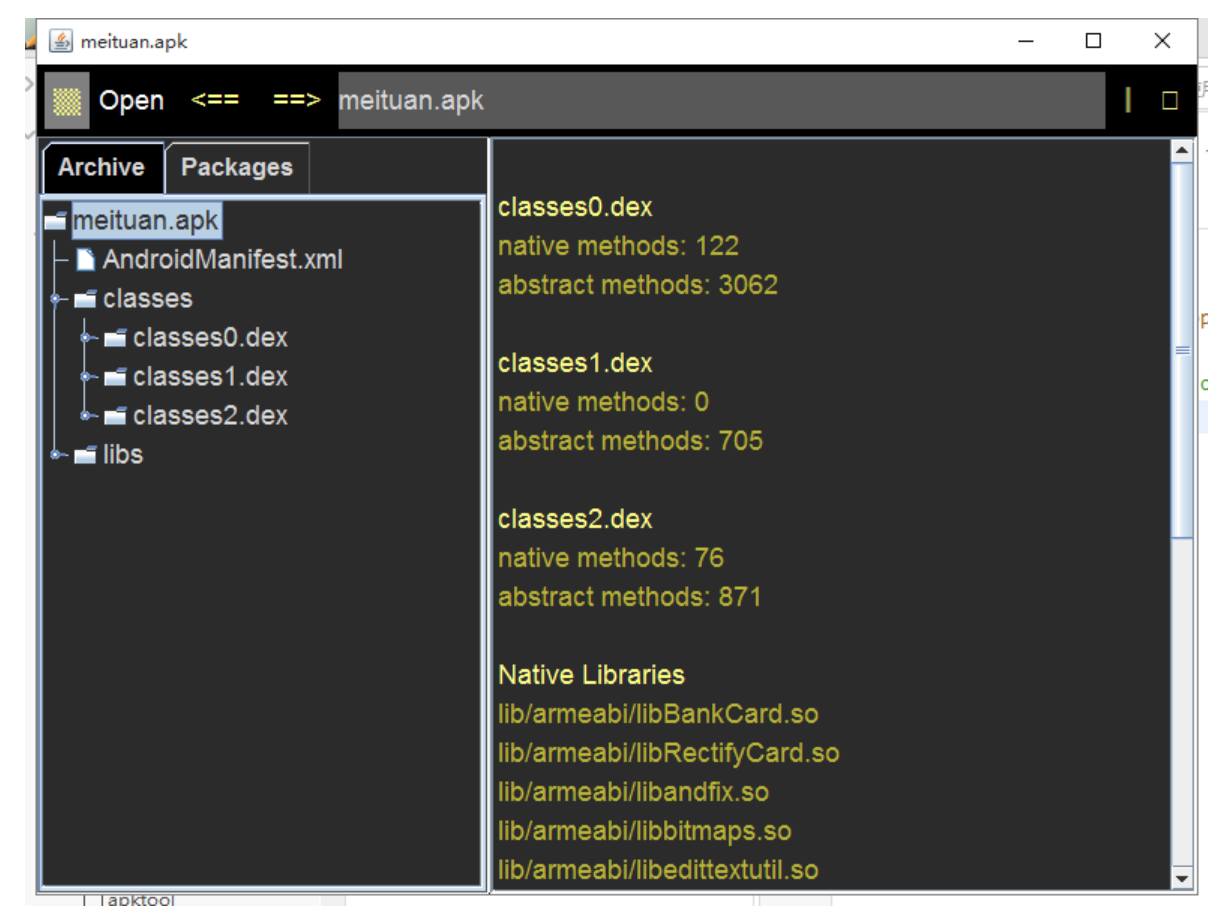 meituan.apk
Open <== ==> meituan.apk
Archive Packages
meituan.apk
AndroidManifest.xml
classes
classes0.dex
classes1.dex
classes2.dex
libs
classes0.dex
native methods: 122
abstract methods: 3062
classes1.dex
native methods: 0
abstract methods: 705
classes2.dex
native methods: 76
abstract methods: 871
Native Libraries
lib/armeabi/libBankCard.so
lib/armeabi/libRectifyCard.so
lib/armeabi/libandfix.so
lib/armeabi/libbitmaps.so
lib/armeabi/libedittextutil.so
apktool